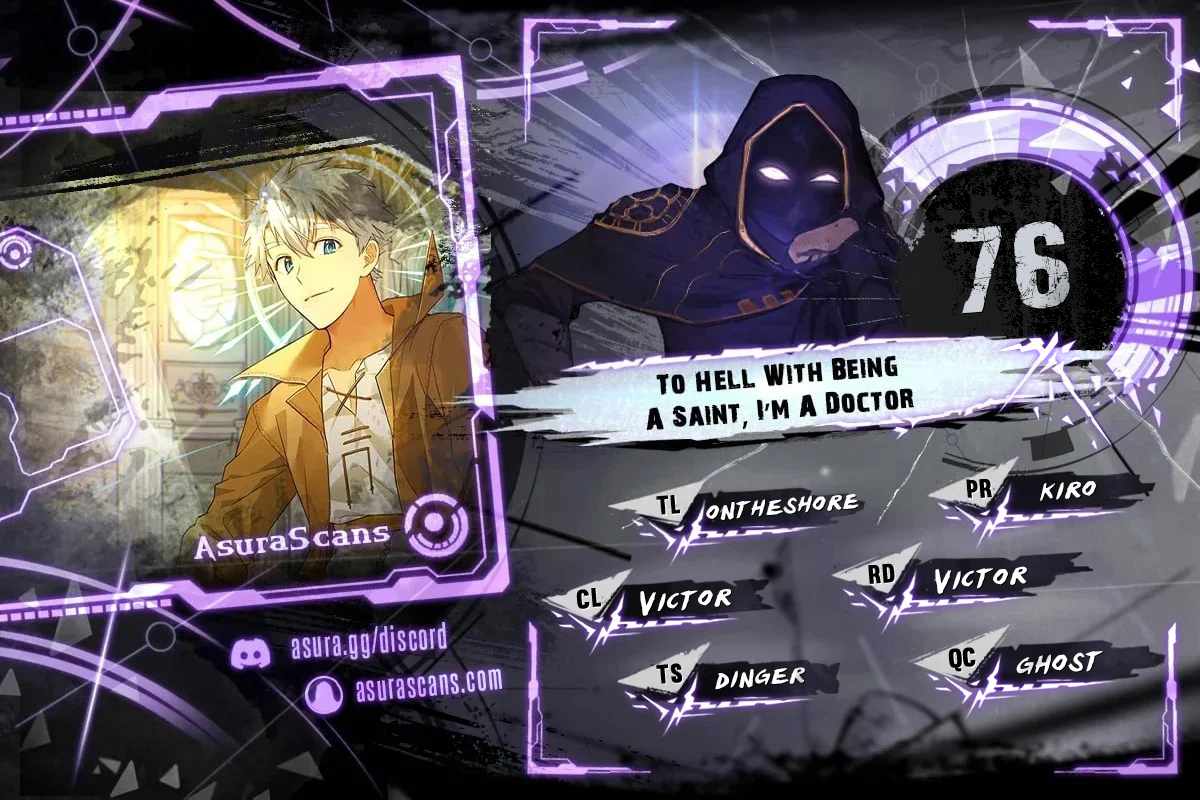 76
To Hell With Being
A Saint, I'm A Doctor
TL IONTHESHORE
PR KIRO
CL VICTOR
RD VICTOR
TS DINGER
QC GHOST
AsuraScans
asura.gg/discord
asurascans.com